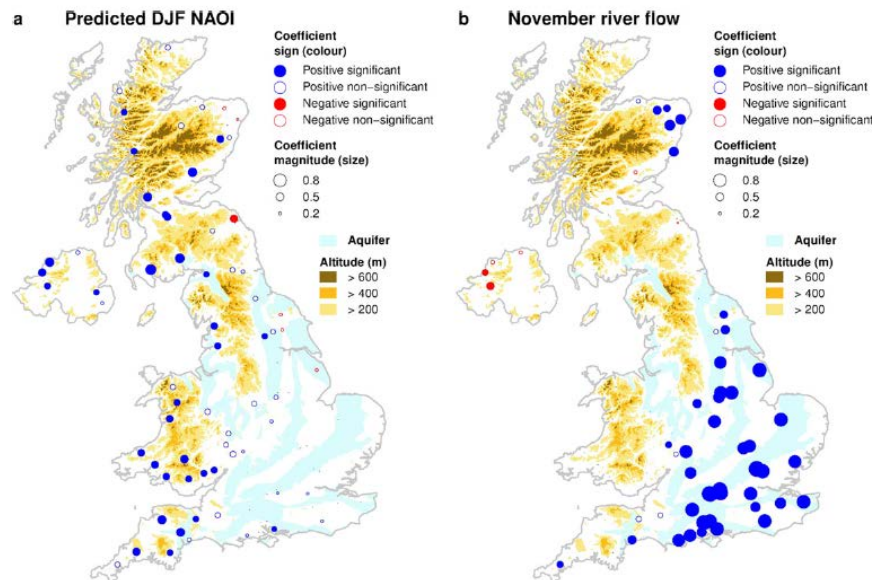 a Predicted DJF NAOI
Coefficient
sign (colour)
Positive significant
Positive non−significant
Negative significant
Negative non−significant
Coefficient
magnitude (size)
0.8
0.5
0.2
Aquifer
Altitude (m)
> 600
> 400
> 200
b November river flow
Coefficient
sign (colour)
Positive significant
Positive non−significant
Negative significant
Negative non−significant
Coefficient
magnitude (size)
0.8
0.5
0.2
Aquifer
Altitude (m)
> 600
> 400
> 200